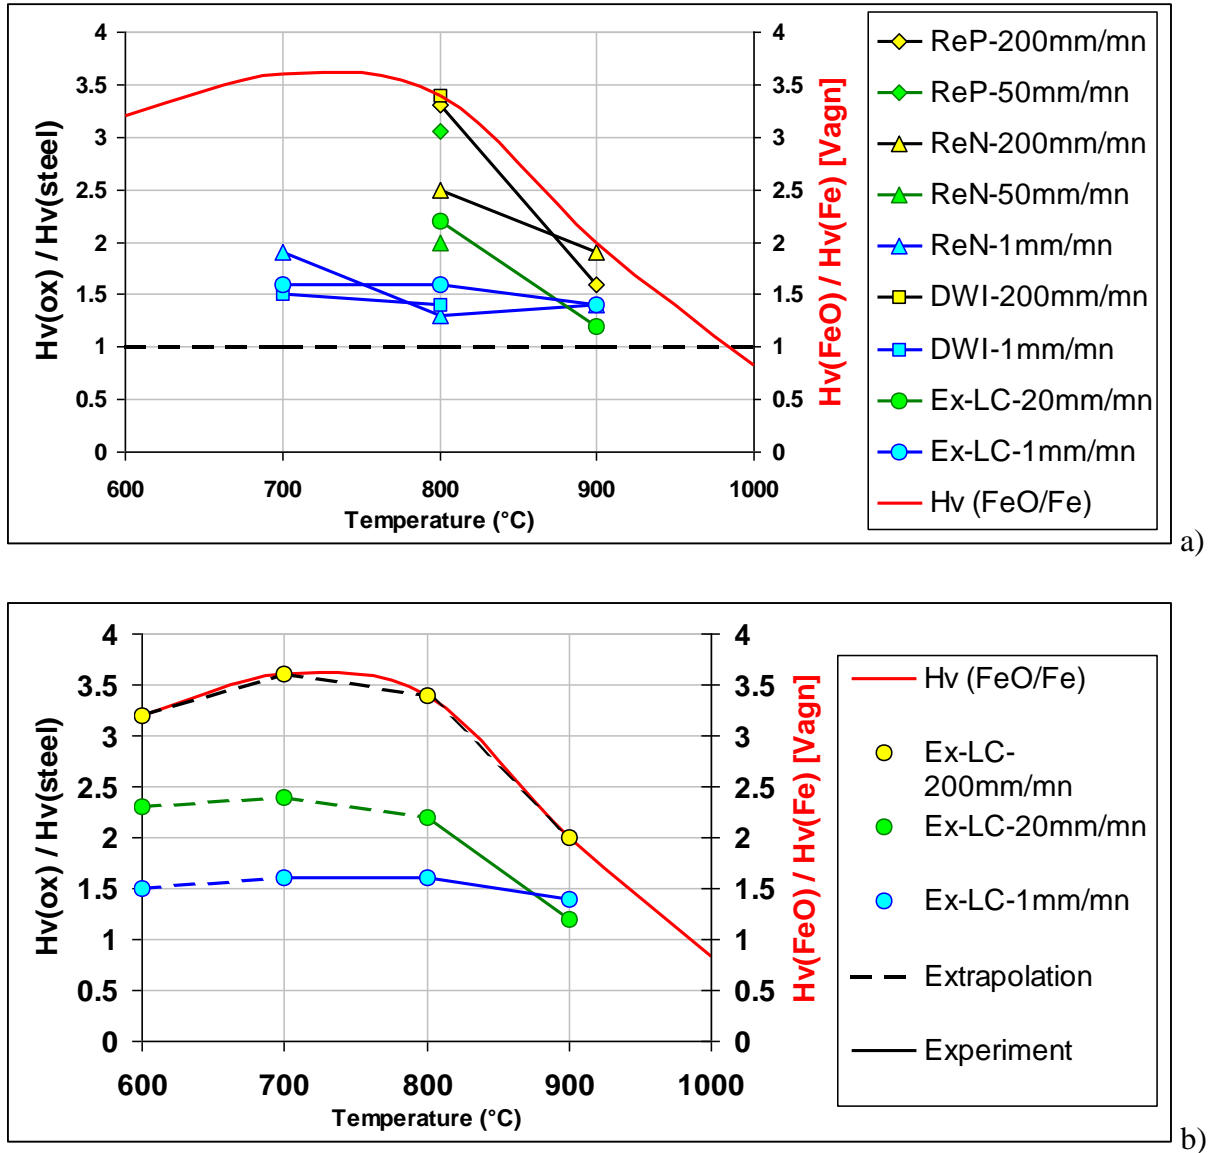 Hv(ox) / Hv(steel)
4
3.5
3
2.5
2
1.5
1
0.5
0
600
700
800
900
1000
Temperature (°C)
4
3.5
3
2.5
2
1.5
1
0.5
0
Hv(FeO) / Hv(Fe) [Vagn]
ReP-200mm/mn
ReP-50mm/mn
ReN-200mm/mn
ReN-50mm/mn
ReN-1mm/mn
DWI-200mm/mn
DWI-1mm/mn
Ex-LC-20mm/mn
Ex-LC-1mm/mn
Hv (FeO/Fe)
a)
Hv(ox) / Hv(steel)
4
3.5
3
2.5
2
1.5
1
0.5
0
600
700
800
900
1000
Temperature (°C)
4
3.5
3
2.5
2
1.5
1
0.5
0
Hv(FeO) / Hv(Fe) [Vagn]
Hv (FeO/Fe)
Ex-LC-
200mm/mn
Ex-LC-20mm/mn
Ex-LC-1mm/mn
Extrapolation
Experiment
b)